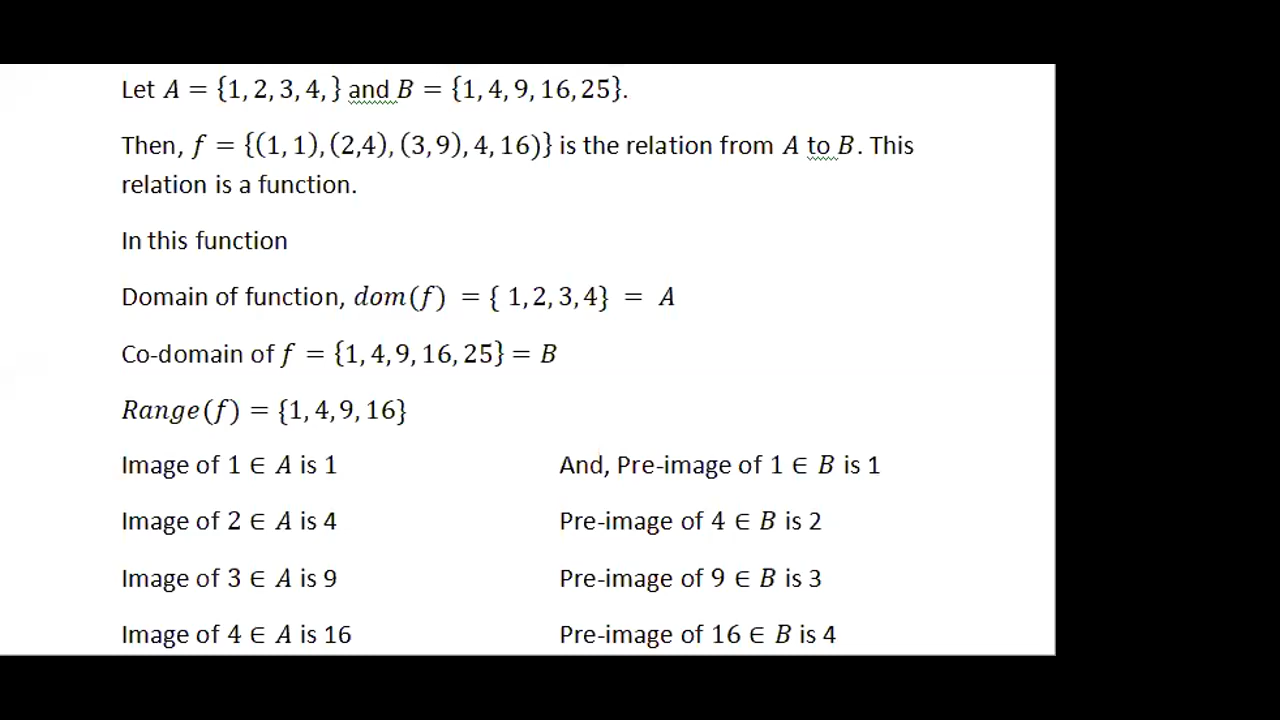 Let A = {1, 2, 3, 4, } and B = {1, 4, 9, 16, 25}.
Then, f = {(1, 1), (2,4), (3, 9), 4, 16)} is the relation from A to B. This
relation is a function.
In this function
Domain of function, dom(f) = { 1, 2, 3, 4} = A
Co-domain of f = {1, 4, 9, 16, 25} = B
Range(f) = {1, 4, 9, 16}
Image of 1 ∈ A is 1 And, Pre-image of 1 ∈ B is 1
Image of 2 ∈ A is 4 Pre-image of 4 ∈ B is 2
Image of 3 ∈ A is 9 Pre-image of 9 ∈ B is 3
Image of 4 ∈ A is 16 Pre-image of 16 ∈ B is 4